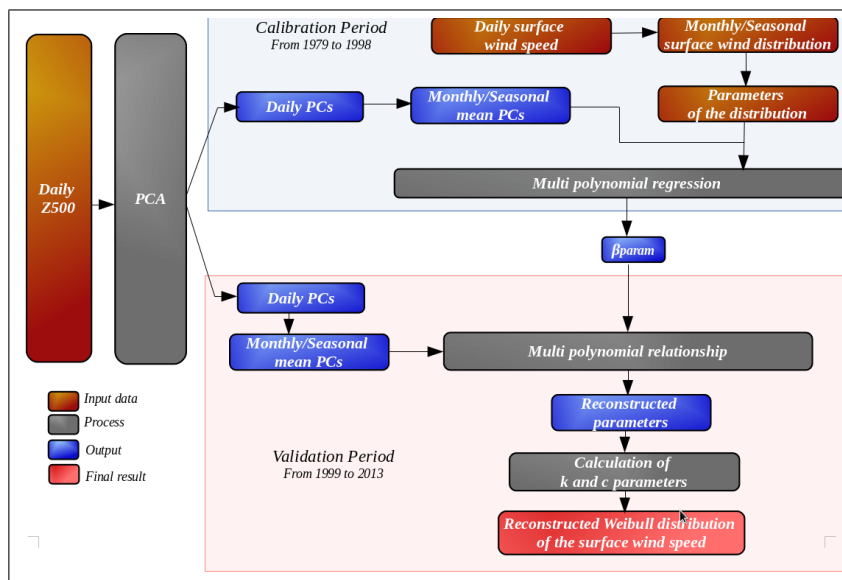 Calibration Period
From 1979 to 1998
Daily surface
wind speed
Monthly/Seasonal
surface wind distribution
Parameters
of the distribution
Daily PCs
Monthly/Seasonal
mean PCs
Multi polynomial regression
Daily
Z500
PCA
βparam
Daily PCs
Monthly/Seasonal
mean PCs
Multi polynomial relationship
Reconstructed
parameters
Calculation of
k and c parameters
Reconstructed Weibull distribution
of the surface wind speed
Validation Period
From 1999 to 2013
Input data
Process
Output
Final result